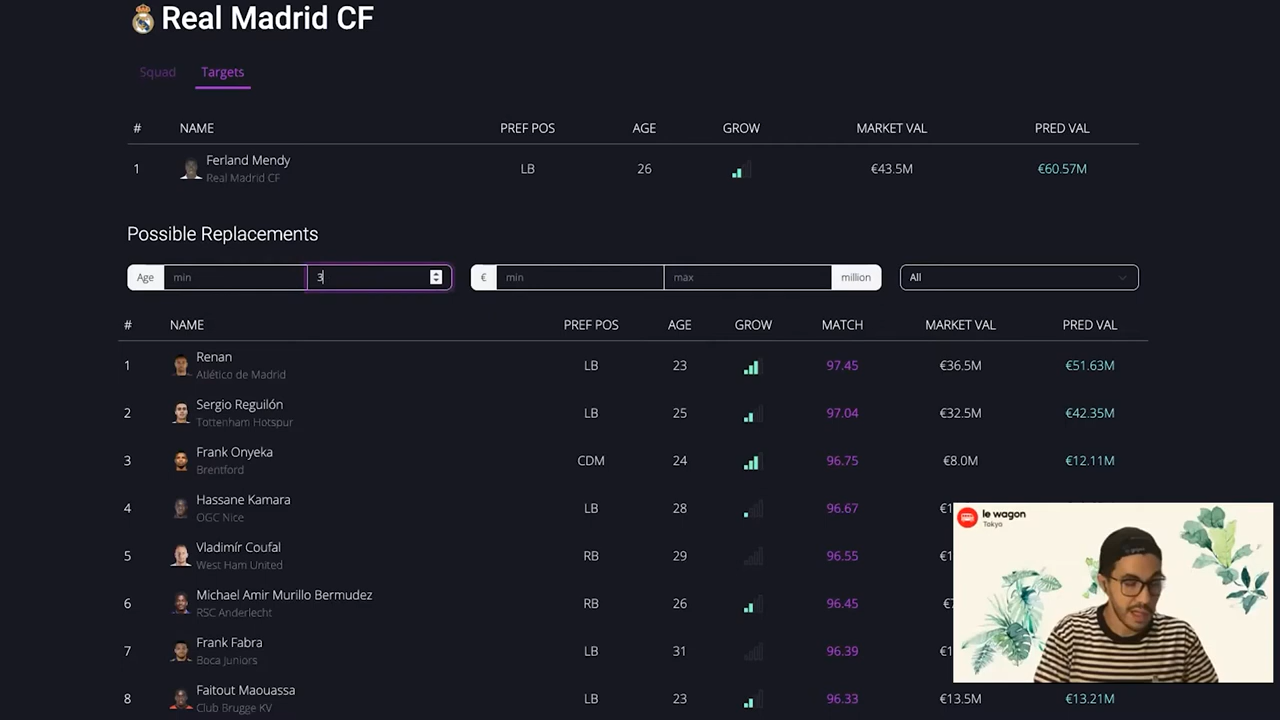 Real Madrid CF
Squad Targets
# NAME PREF POS AGE GROW MARKET VAL PRED VAL
1 Ferland Mendy LB 26 €43.5M €60.57M
Real Madrid CF
Possible Replacements
Age min 3 € min max million All
# NAME PREF POS AGE GROW MATCH MARKET VAL PRED VAL
1 Renan LB 23 97.45 €36.5M €51.63M
Atlético de Madrid
2 Sergio Reguilón LB 25 97.04 €32.5M €42.35M
Tottenham Hotspur
3 Frank Onyeka CDM 24 96.75 €8.0M €12.11M
Brentford
4 Hassane Kamara LB 28 96.67
OGC Nice
5 Vladimír Coufal RB 29 96.55
West Ham United
6 Michael Amir Murillo Bermudez RB 26 96.45
RSC Anderlecht
7 Frank Fabra LB 31 96.39
Boca Juniors
8 Faitout Maouassa LB 23 96.33 €13.5M €13.21M
Club Brugge KV
le wagon
Tokyo